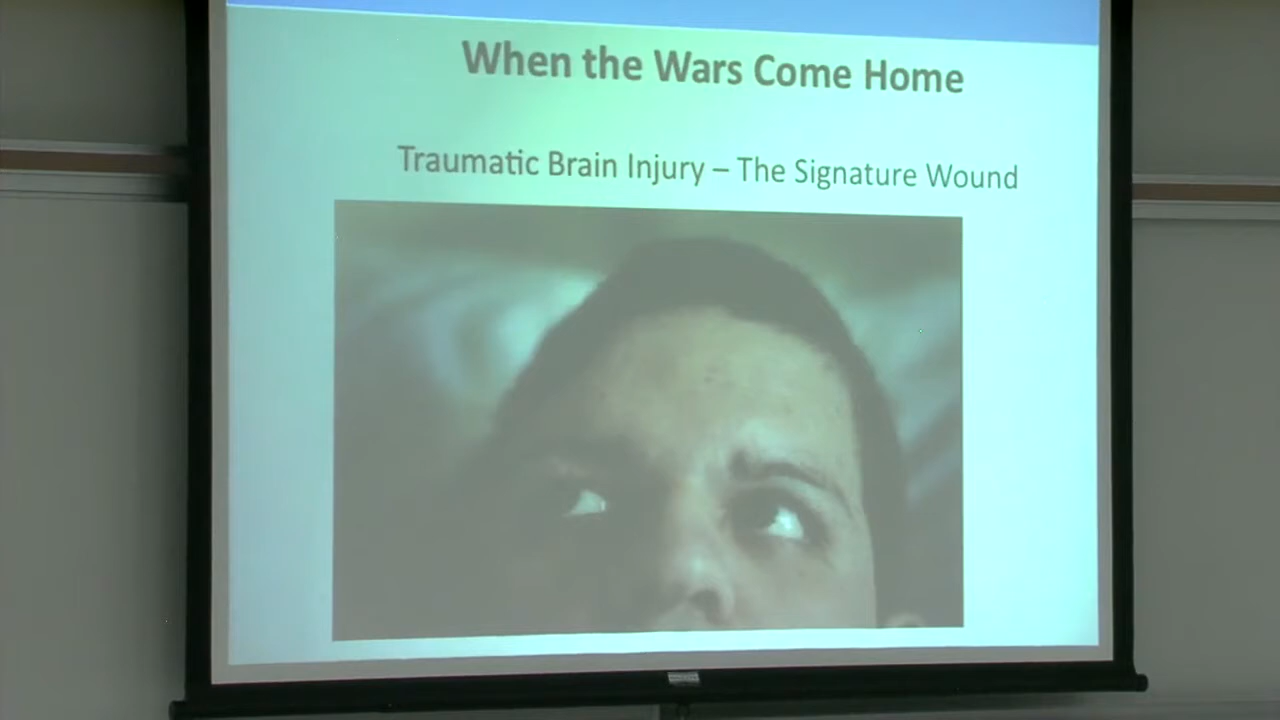 When the Wars Come Home
Traumatic Brain Injury – The Signature Wound